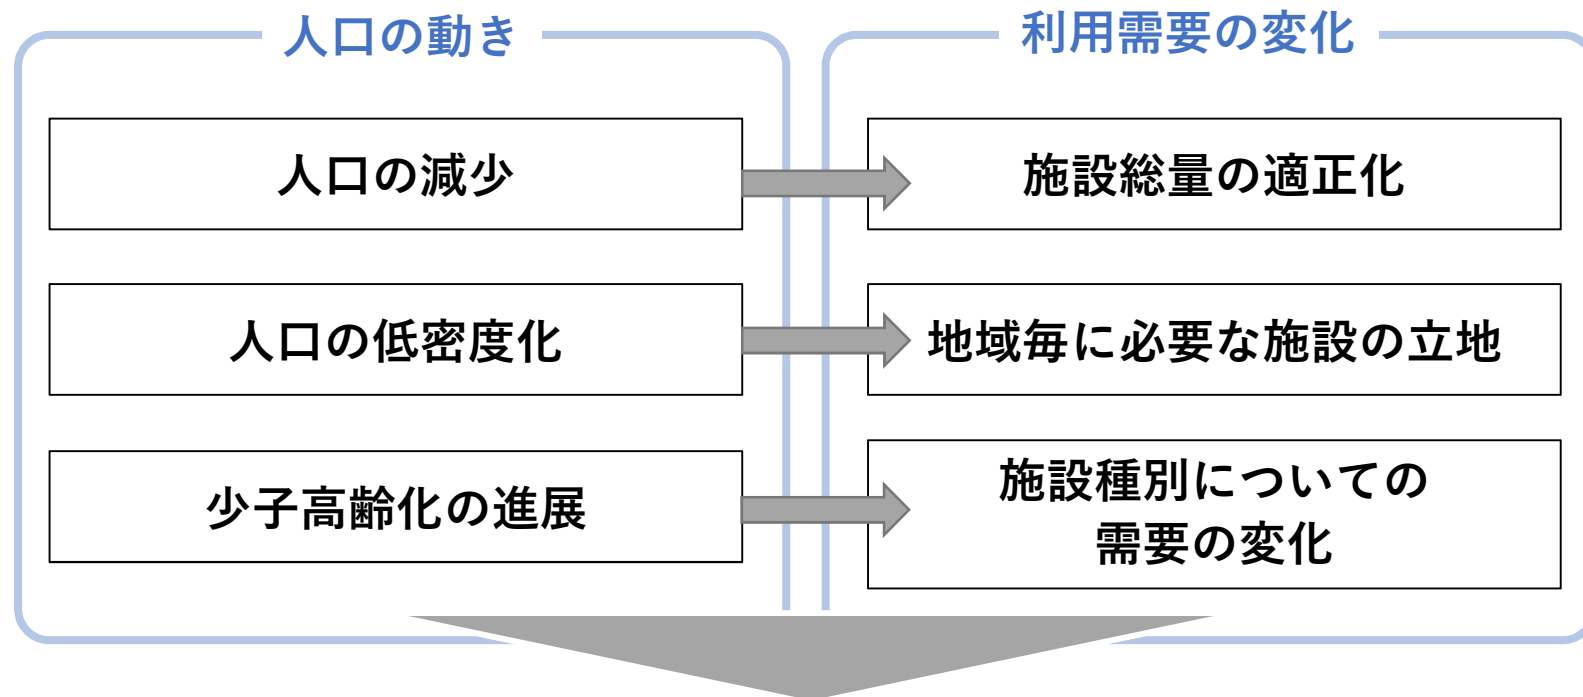 人口の動き
人口の減少
人口の低密度化
少子高齢化の進展
利用需要の変化
施設総量の適正化
地域毎に必要な施設の立地
施設種別についての
需要の変化